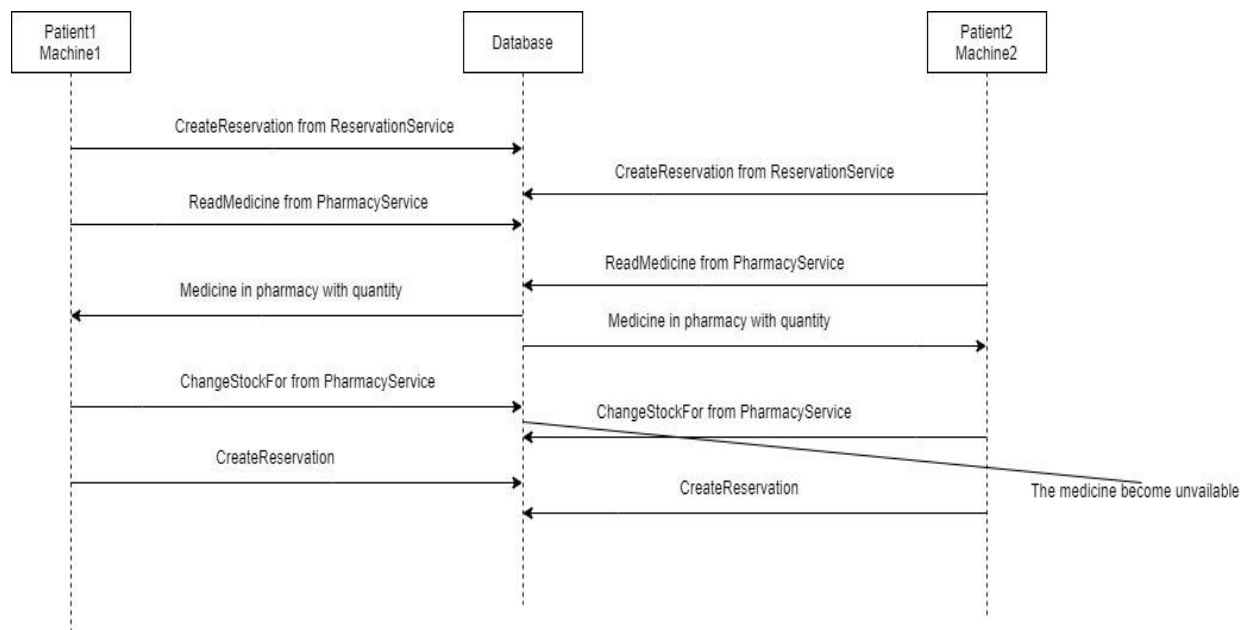 Patient1
Machine1
Database
Patient2
Machine2
CreateReservation from ReservationService
CreateReservation from ReservationService
ReadMedicine from PharmacyService
ReadMedicine from PharmacyService
Medicine in pharmacy with quantity
Medicine in pharmacy with quantity
ChangeStockFor from PharmacyService
ChangeStockFor from PharmacyService
CreateReservation
CreateReservation
The medicine become unvailable